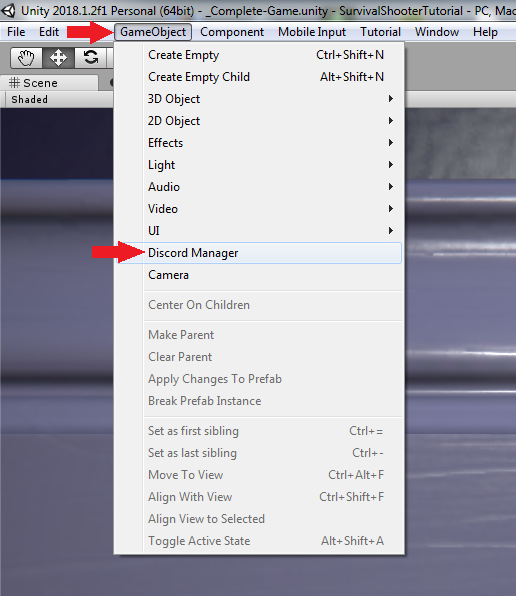 Unity 2018.1.2f1 Personal (64bit) - _Complete-Game.unity - SurvivalShooterTutorial - PC, Mac
File Edit GameObject Component Mobile Input Tutorial Window Help
Scene
Shaded
Create Empty Ctrl+Shift+N
Create Empty Child Alt+Shift+N
3D Object
2D Object
Effects
Light
Audio
Video
UI
Discord Manager
Camera
Center On Children
Make Parent
Clear Parent
Apply Changes To Prefab
Break Prefab Instance
Set as first sibling Ctrl+=
Set as last sibling Ctrl+-
Move To View Ctrl+Alt+F
Align With View Ctrl+Shift+F
Align View to Selected
Toggle Active State Alt+Shift+A